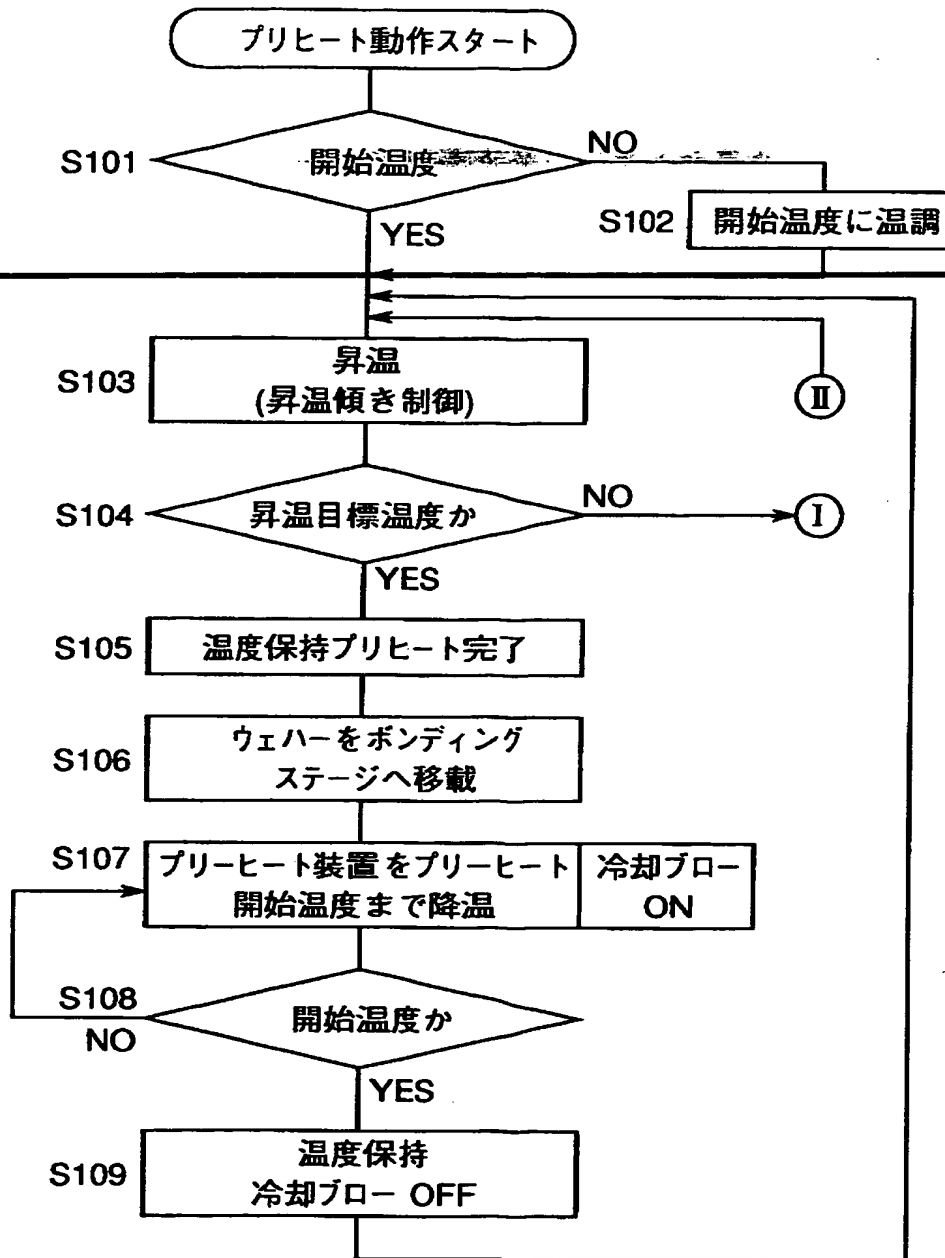 プリヒート動作スタート
S101
開始温度
NO
YES
S102
開始温度に温調
S103
昇温
(昇温傾き制御)
Ⅱ
S104
昇温目標温度か
NO
Ⅰ
YES
S105
温度保持プリヒート完了
S106
ウェハーをボンディング
ステージへ移載
S107
プリーヒート装置をプリーヒート
開始温度まで降温
冷却ブロー
ON
S108
開始温度か
NO
YES
S109
温度保持
冷却ブロー OFF